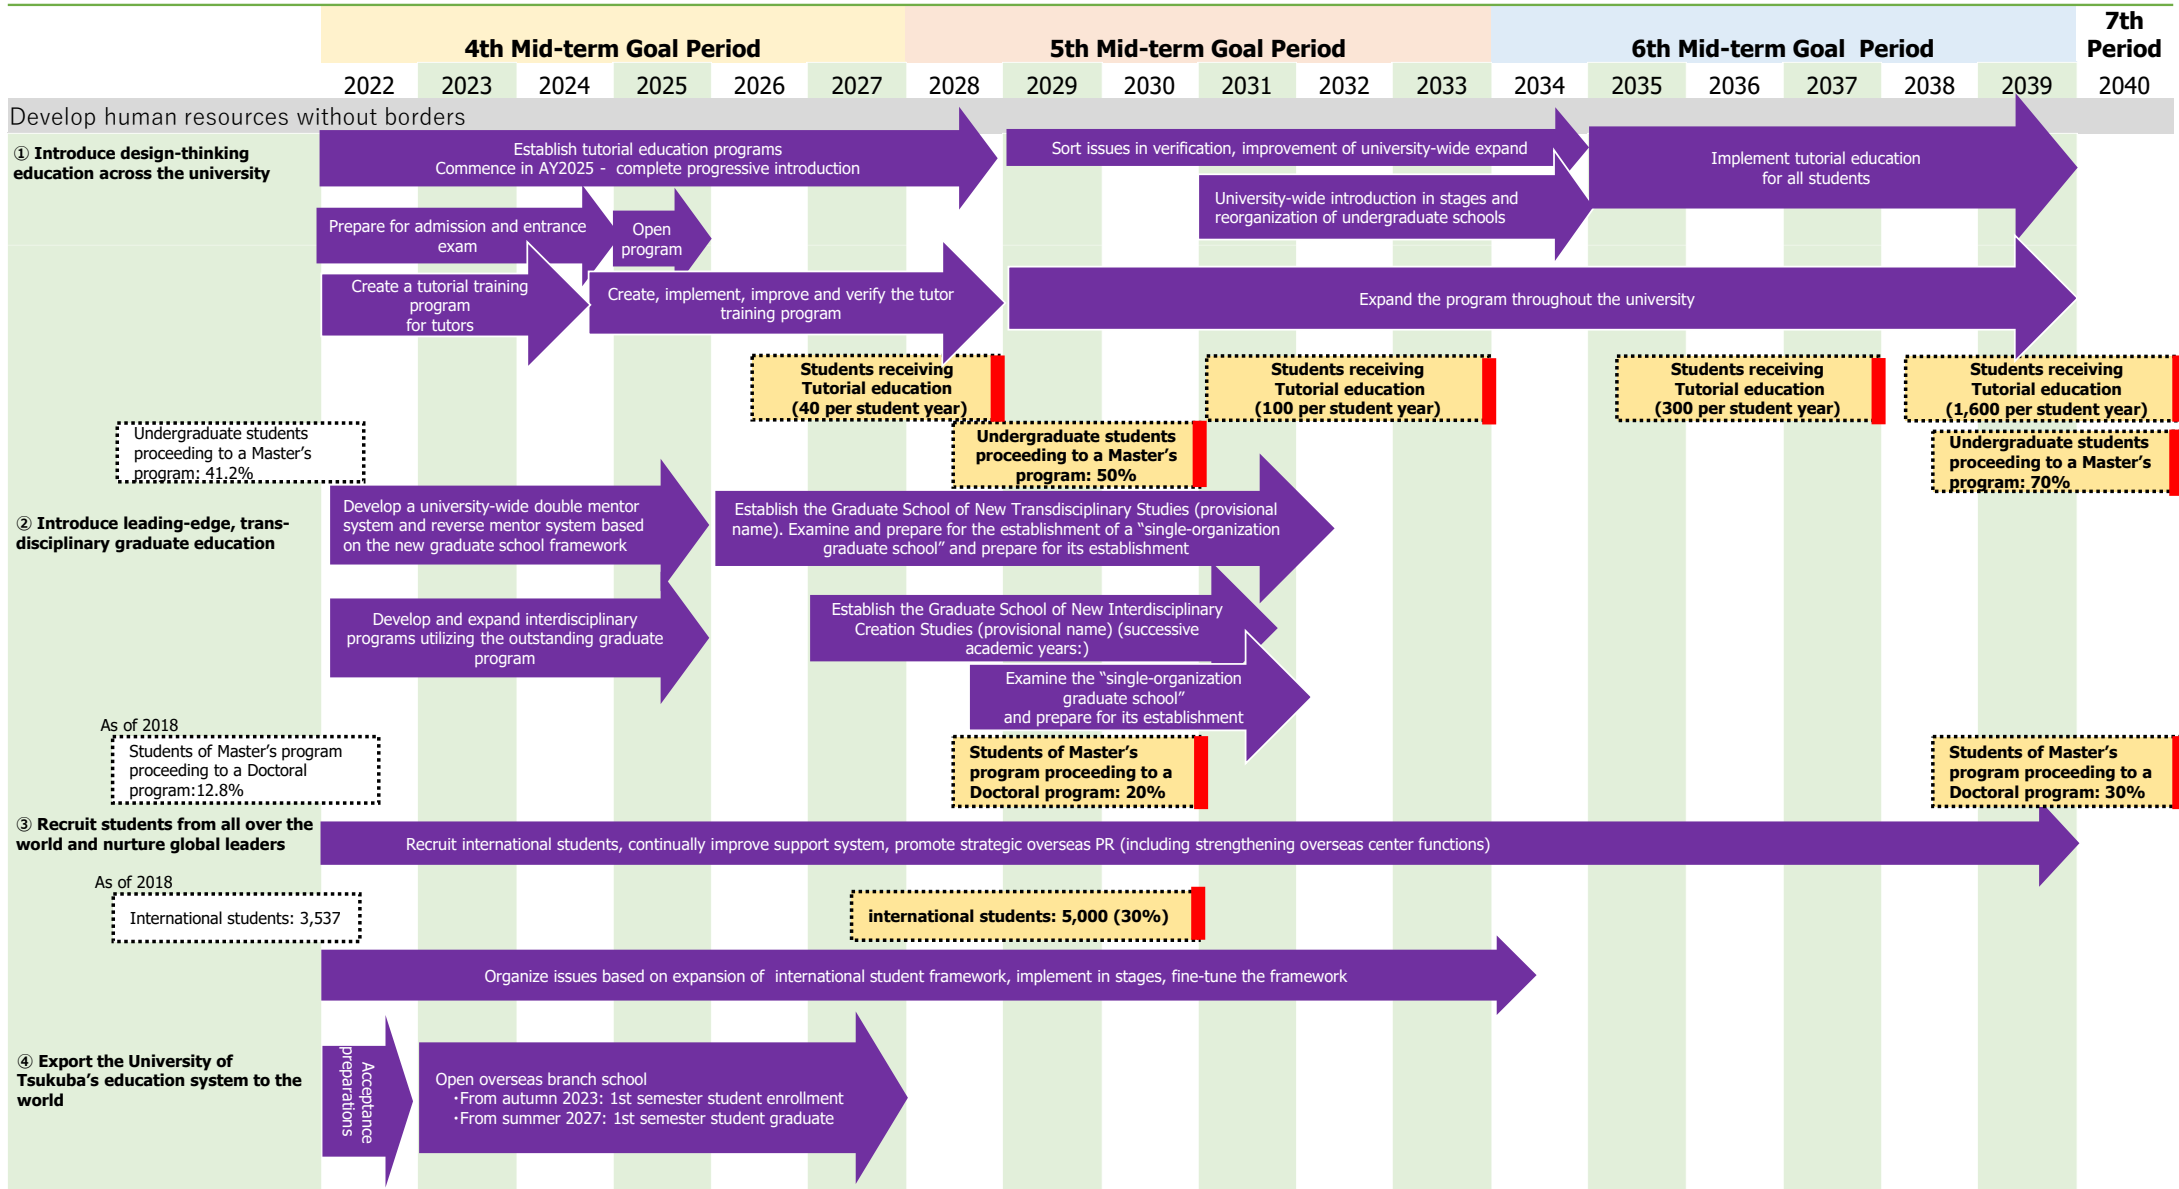 4th Mid-term Goal Period
5th Mid-term Goal Period
6th Mid-term Goal  Period
7th
Period
2022
2023
2024
2025
2026
2027
2028
2029
2030
2031
2032
2033
2034
2035
2036
2037
2038
2039
2040
Develop human resources without borders
① Introduce design-thinking
education across the university
Establish tutorial education programs
Commence in AY2025 -  complete progressive introduction
Sort issues in verification, improvement of university-wide expand
Implement tutorial education
for all students
University-wide introduction in stages and
reorganization of undergraduate schools
Prepare for admission and entrance
exam
Open
program
Create a tutorial training
program
for tutors
Create, implement, improve and verify the tutor
training program
Expand the program throughout the university
Students receiving
Tutorial education
(40 per student year)
Students receiving
Tutorial education
(100 per student year)
Students receiving
Tutorial education
(300 per student year)
Students receiving
Tutorial education
(1,600 per student year)
Undergraduate students
proceeding to a Master’s
program: 41.2%
Undergraduate students
proceeding to a Master’s
program: 50%
Undergraduate students
proceeding to a Master’s
program: 70%
② Introduce leading-edge, trans-
disciplinary graduate education
Develop a university-wide double mentor
system and reverse mentor system based
on the new graduate school framework
Establish the Graduate School of New Transdisciplinary Studies (provisional
name). Examine and prepare for the establishment of a “single-organization
graduate school” and prepare for its establishment
Develop and expand interdisciplinary
programs utilizing the outstanding graduate
program
Establish the Graduate School of New Interdisciplinary
Creation Studies (provisional name) (successive
academic years:)
Examine the “single-organization
graduate school”
and prepare for its establishment
As of 2018
Students of Master’s program
proceeding to a Doctoral
program:12.8%
Students of Master’s
program proceeding to a
Doctoral program: 20%
Students of Master’s
program proceeding to a
Doctoral program: 30%
③ Recruit students from all over the
world and nurture global leaders
Recruit international students, continually improve support system, promote strategic overseas PR (including strengthening overseas center functions)
As of 2018
International students: 3,537
international students: 5,000 (30%)
Organize issues based on expansion of  international student framework, implement in stages, fine-tune the framework
④ Export the University of
Tsukuba’s education system to the
world
Acceptance
preparations
Open overseas branch school
・From autumn 2023: 1st semester student enrollment
・From summer 2027: 1st semester student graduate